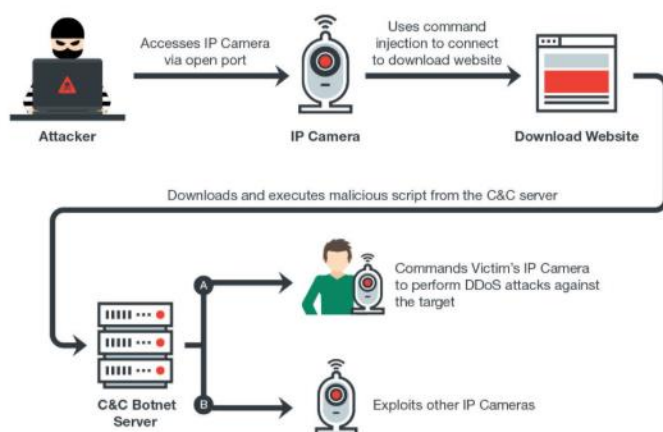 Accesses IP Camera
via open port
Uses command
injection to connect
to download website
Attacker
IP Camera
Download Website
Downloads and executes malicious script from the C&C server
A
Commands Victim's IP Camera
to perform DDoS attacks against
the target
C&C Botnet
Server
B
Exploits other IP Cameras